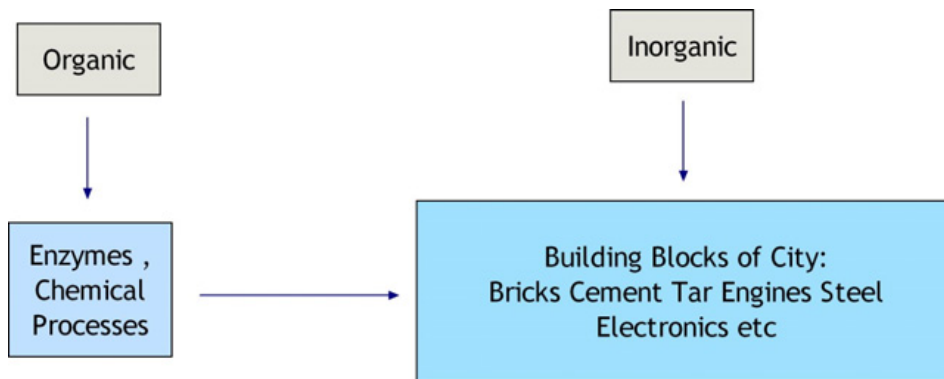 Organic
Inorganic
Enzymes ,
Chemical
Processes
Building Blocks of City:
Bricks Cement Tar Engines Steel
Electronics etc